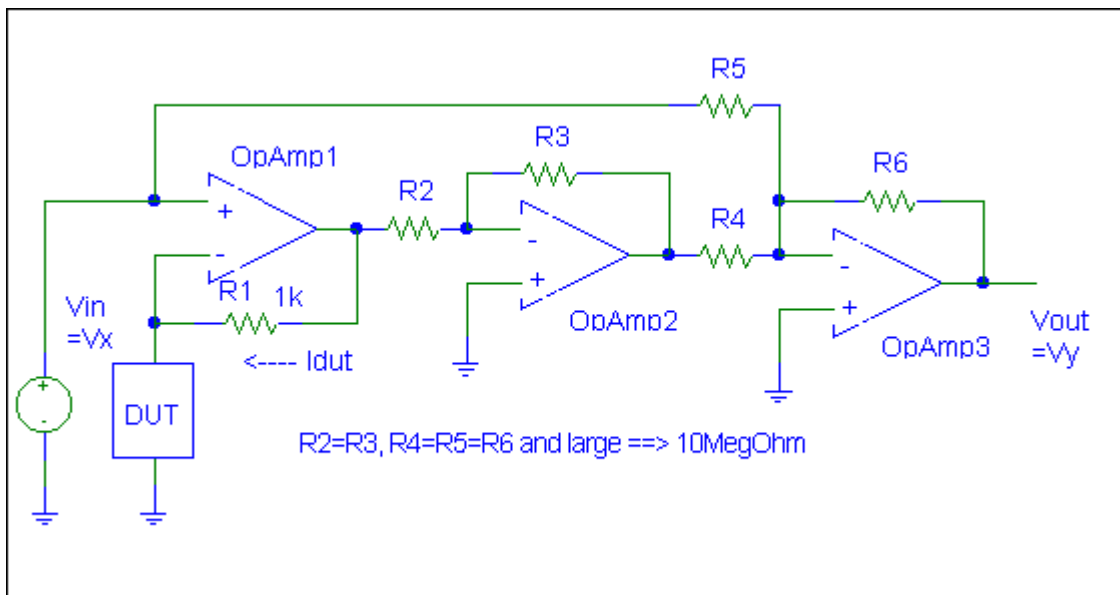 R5
R3
OpAmp1
R6
R2
+
-
-
R4
-
R1 1k
+
Vin
=Vx
OpAmp2
+
Vout
=Vy
<---- Idut
OpAmp3
+
-
DUT
R2=R3, R4=R5=R6 and large ==> 10MegOhm